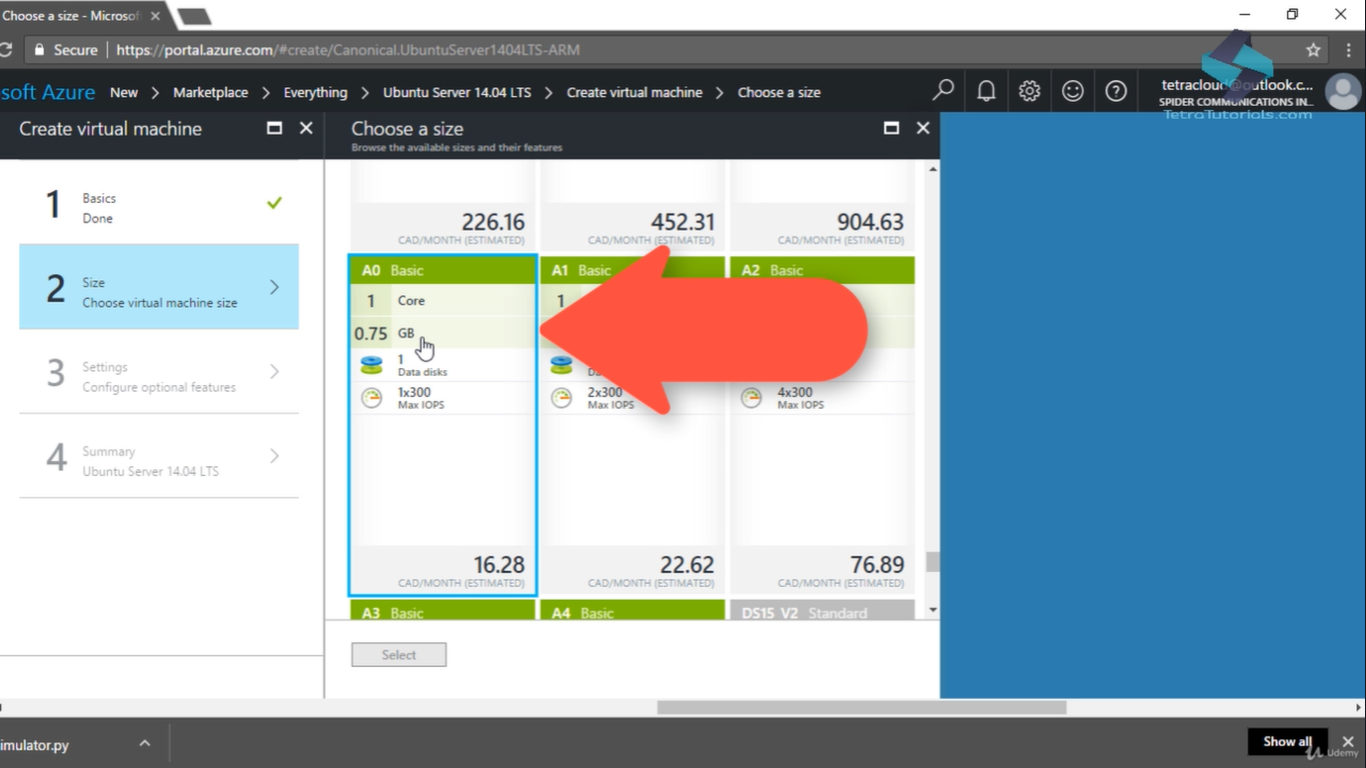 Choose a size - Microsof
Secure https://portal.azure.com/#create/Canonical.UbuntuServer1404LTS-ARM
soft Azure New > Marketplace > Everything > Ubuntu Server 14.04 LTS > Create virtual machine > Choose a size
tetracloud@outlook.c...
SPIDER COMMUNICATIONS IN...
TetraTutorials.com
Create virtual machine
Choose a size
Browse the available sizes and their features
1 Basics
Done
2 Size
Choose virtual machine size
3 Settings
Configure optional features
4 Summary
Ubuntu Server 14.04 LTS
226.16 452.31 904.63
CAD/MONTH (ESTIMATED) CAD/MONTH (ESTIMATED) CAD/MONTH (ESTIMATED)
A0 Basic A1 Basic A2 Basic
1 Core 1
0.75 GB
1
Data disks
1x300 2x300 4x300
Max IOPS Max IOPS Max IOPS
16.28 22.62 76.89
CAD/MONTH (ESTIMATED) CAD/MONTH (ESTIMATED) CAD/MONTH (ESTIMATED)
A3 Basic A4 Basic DS15 V2 Standard
Select
imulator.py
Show all
Udemy